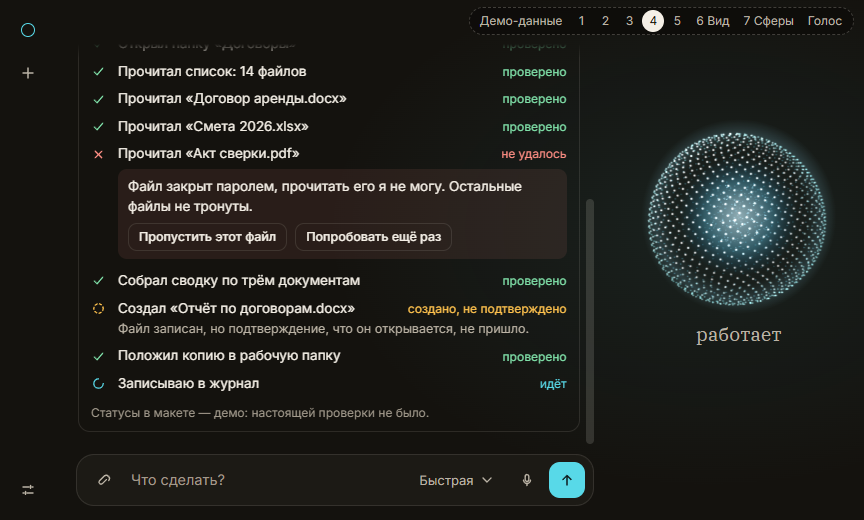 Демо-данные 1 2 3 4 5 6 Вид 7 Сферы Голос
Открыл папку «Договоры» проверено
Прочитал список: 14 файлов проверено
Прочитал «Договор аренды.docx» проверено
Прочитал «Смета 2026.xlsx» проверено
Прочитал «Акт сверки.pdf» не удалось
Файл закрыт паролем, прочитать его я не могу. Остальные
файлы не тронуты.
Пропустить этот файл Попробовать ещё раз
Собрал сводку по трём документам проверено
Создал «Отчёт по договорам.docx» создано, не подтверждено
Файл записан, но подтверждение, что он открывается, не пришло.
работает
Положил копию в рабочую папку проверено
Записываю в журнал идёт
Статусы в макете — демо: настоящей проверки не было.
Что сделать? Быстрая